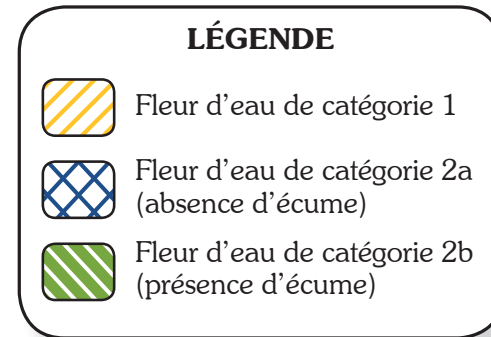 LÉGENDE
Fleur d’eau de catégorie 1
Fleur d’eau de catégorie 2a
(absence d’écume)
Fleur d’eau de catégorie 2b
(présence d’écume)